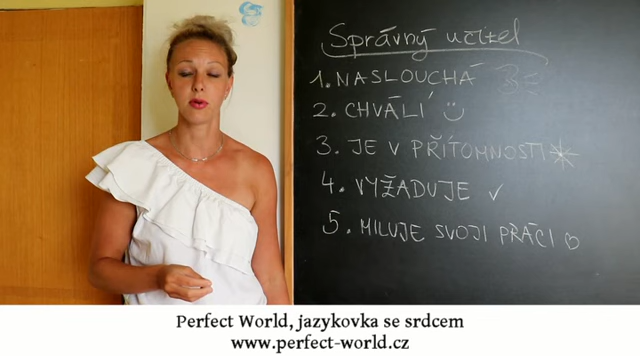 Správný učitel
1. NASLOUCHÁ
2. CHVÁLÍ
3. JE V PŘÍTOMNOSTI
4. VYŽADUJE
5. MILUJE SVOJI PRÁCI
Perfect World, jazykovka se srdcem
www.perfect-world.cz